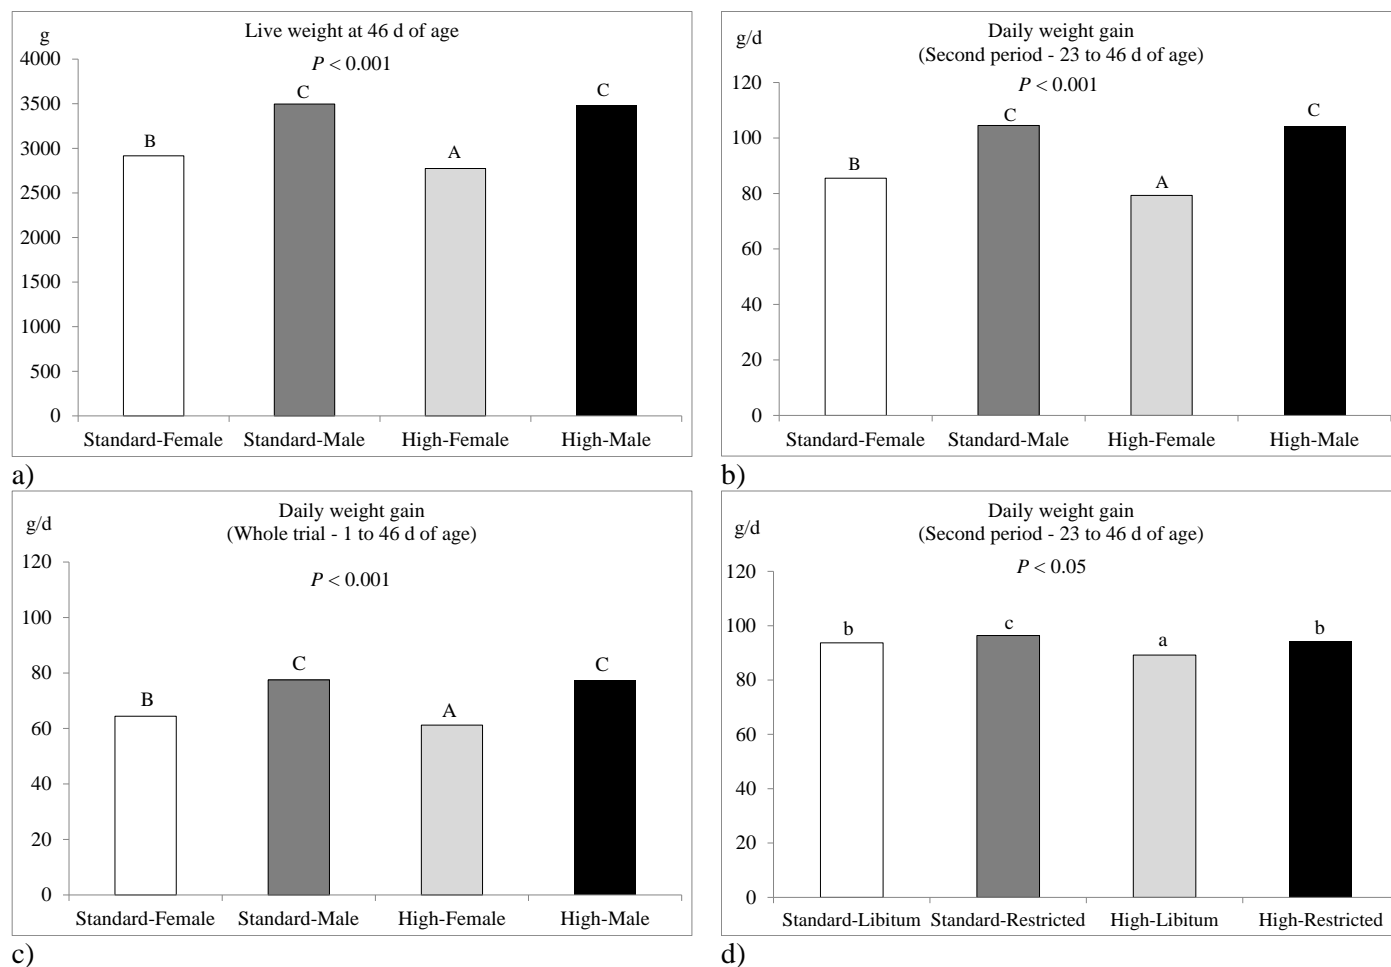 Live weight at 46 d of age
g
P < 0.001
4000
3500
3000
2500
2000
1500
1000
500
0
B
C
A
C
Standard-Female Standard-Male High-Female High-Male
a)
Daily weight gain
(Second period - 23 to 46 d of age)
g/d
P < 0.001
120
100
80
60
40
20
0
B
C
A
C
Standard-Female Standard-Male High-Female High-Male
b)
Daily weight gain
(Whole trial - 1 to 46 d of age)
g/d
P < 0.001
120
100
80
60
40
20
0
B
C
A
C
Standard-Female Standard-Male High-Female High-Male
c)
Daily weight gain
(Second period - 23 to 46 d of age)
g/d
P < 0.05
120
100
80
60
40
20
0
b
c
a
b
Standard-Libitum Standard-Restricted High-Libitum High-Restricted
d)